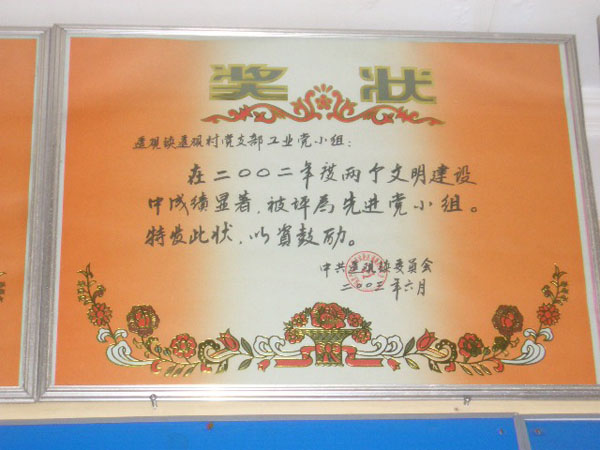 奖状
遥观镇遥观村党支部工业党小组：
在二〇〇二年度两个文明建设
中成绩显著，被评为先进党小组。
特发此状，以资鼓励。
中共遥观镇委员会
二〇〇三年六月